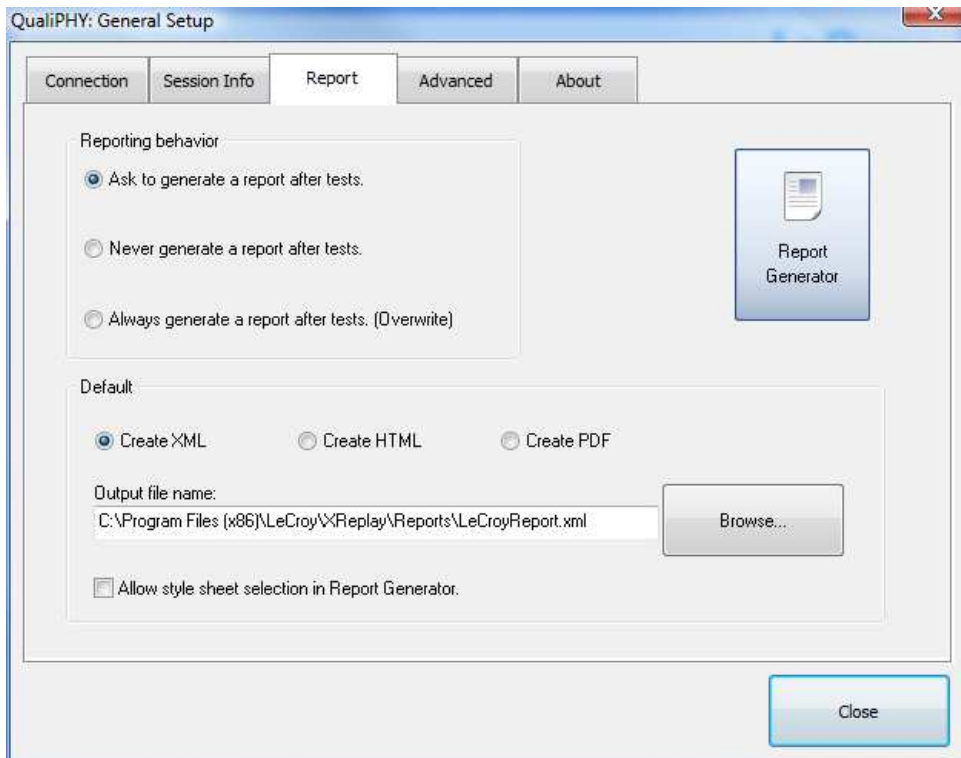 QualiPHY: General Setup
Connection
Session Info
Report
Advanced
About
Reporting behavior
Ask to generate a report after tests.
Never generate a report after tests.
Always generate a report after tests. (Overwrite)
Report
Generator
Default
Create XML
Create HTML
Create PDF
Output file name:
C:\Program Files (x86)\LeCroy\XReplay\Reports\LeCroyReport.xml
Browse...
Allow style sheet selection in Report Generator.
Close